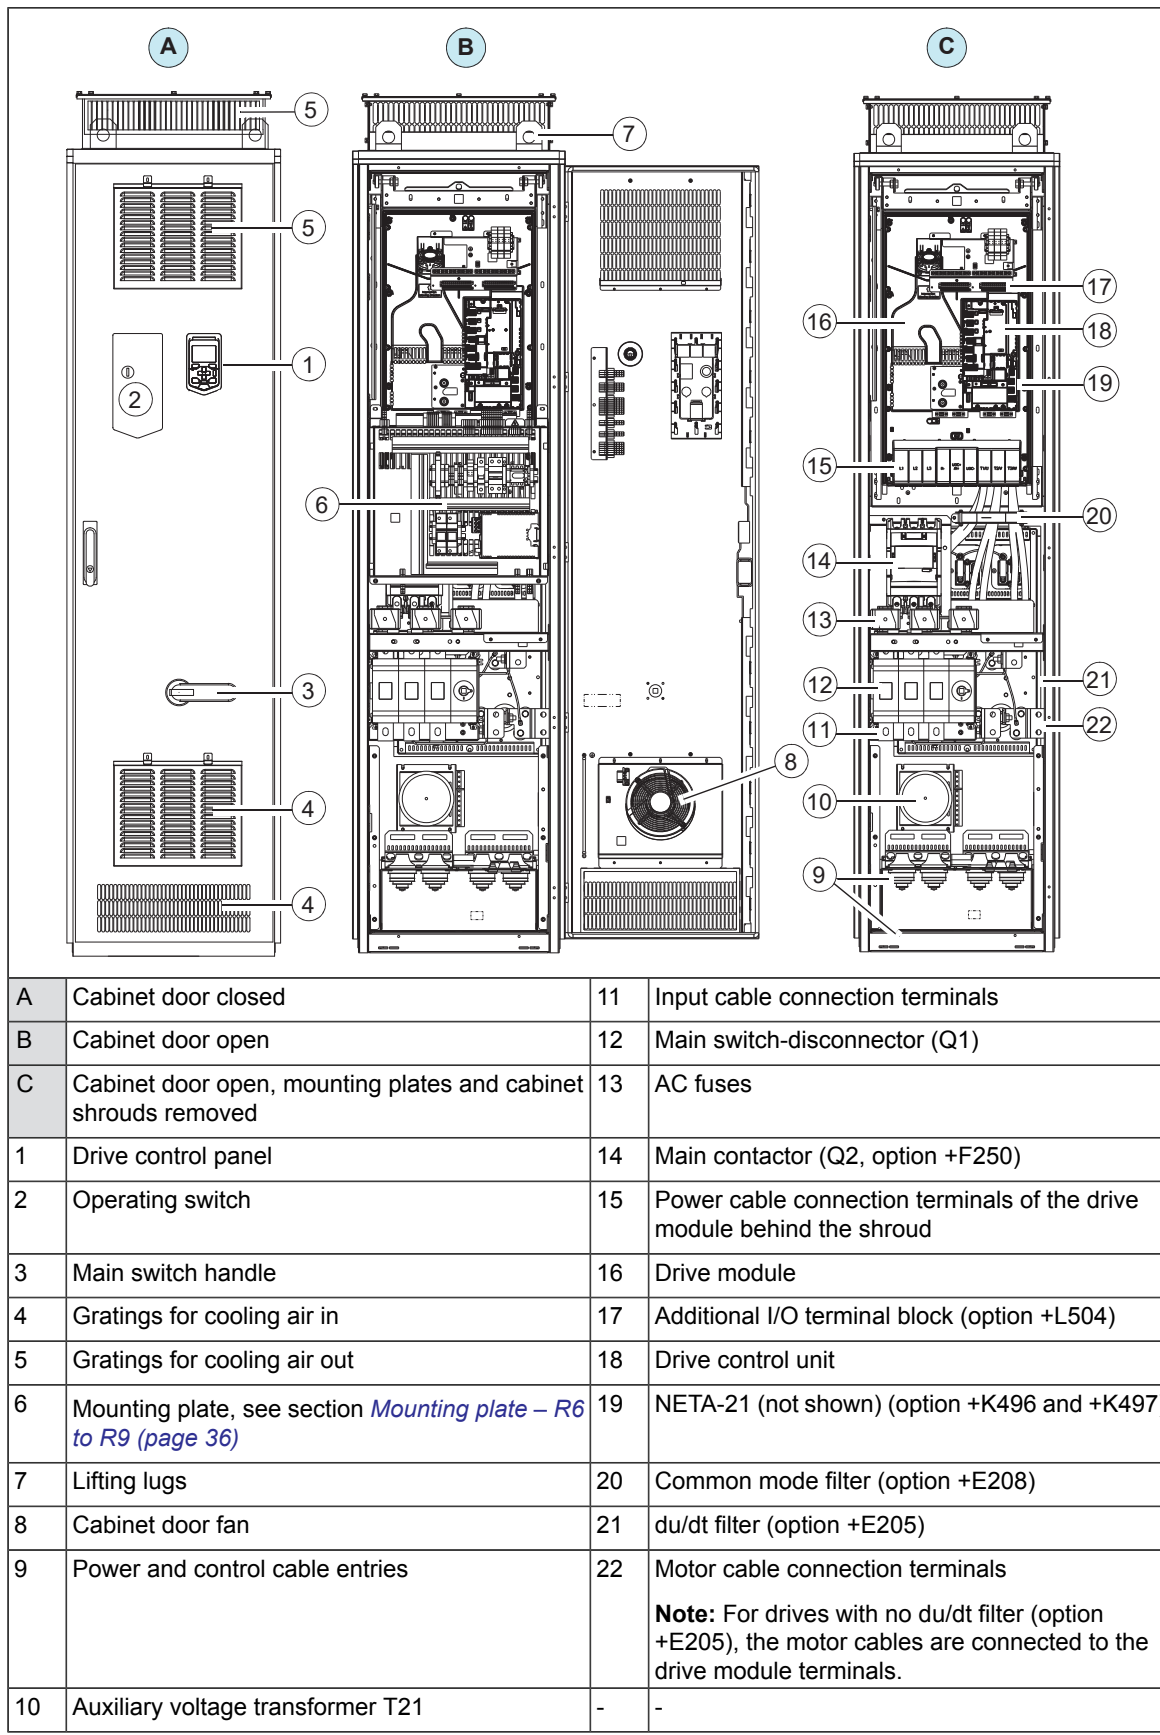 A
B
C
5
7
5
17
16
18
1
19
2
15
L1 L2 L3 R- UDC+ R+ UDC- T1/U T2/V T3/W
6
20
14
13
3
12
21
11
22
8
4
10
9
4
A Cabinet door closed
B Cabinet door open
C Cabinet door open, mounting plates and cabinet
shrouds removed
1 Drive control panel
2 Operating switch
3 Main switch handle
4 Gratings for cooling air in
5 Gratings for cooling air out
6 Mounting plate, see section Mounting plate – R6
to R9 (page 36)
7 Lifting lugs
8 Cabinet door fan
9 Power and control cable entries
10 Auxiliary voltage transformer T21
11 Input cable connection terminals
12 Main switch-disconnector (Q1)
13 AC fuses
14 Main contactor (Q2, option +F250)
15 Power cable connection terminals of the drive
module behind the shroud
16 Drive module
17 Additional I/O terminal block (option +L504)
18 Drive control unit
19 NETA-21 (not shown) (option +K496 and +K497
20 Common mode filter (option +E208)
21 du/dt filter (option +E205)
22 Motor cable connection terminals
Note: For drives with no du/dt filter (option
+E205), the motor cables are connected to the
drive module terminals.
- -